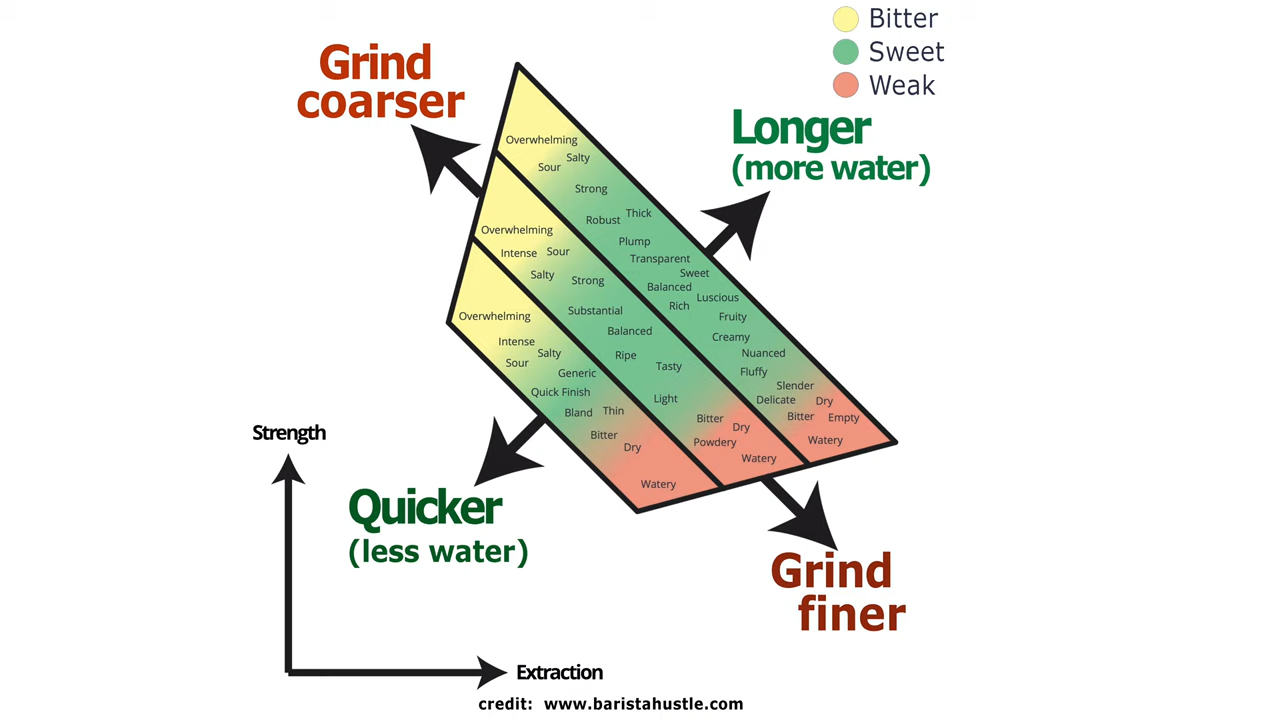 Bitter
Sweet
Weak
Grind
coarser
Longer
(more water)
Overwhelming
Salty
Sour
Strong
Thick
Robust
Plump
Transparent
Sweet
Balanced
Luscious
Rich
Fruity
Creamy
Nuanced
Fluffy
Slender
Delicate
Dry
Bitter
Empty
Watery
Overwhelming
Intense
Sour
Salty
Strong
Substantial
Balanced
Ripe
Tasty
Light
Bitter
Dry
Powdery
Watery
Overwhelming
Intense
Salty
Sour
Generic
Quick Finish
Bland
Thin
Bitter
Dry
Watery
Strength
Quicker
(less water)
Grind
finer
Extraction
credit: www.baristahustle.com